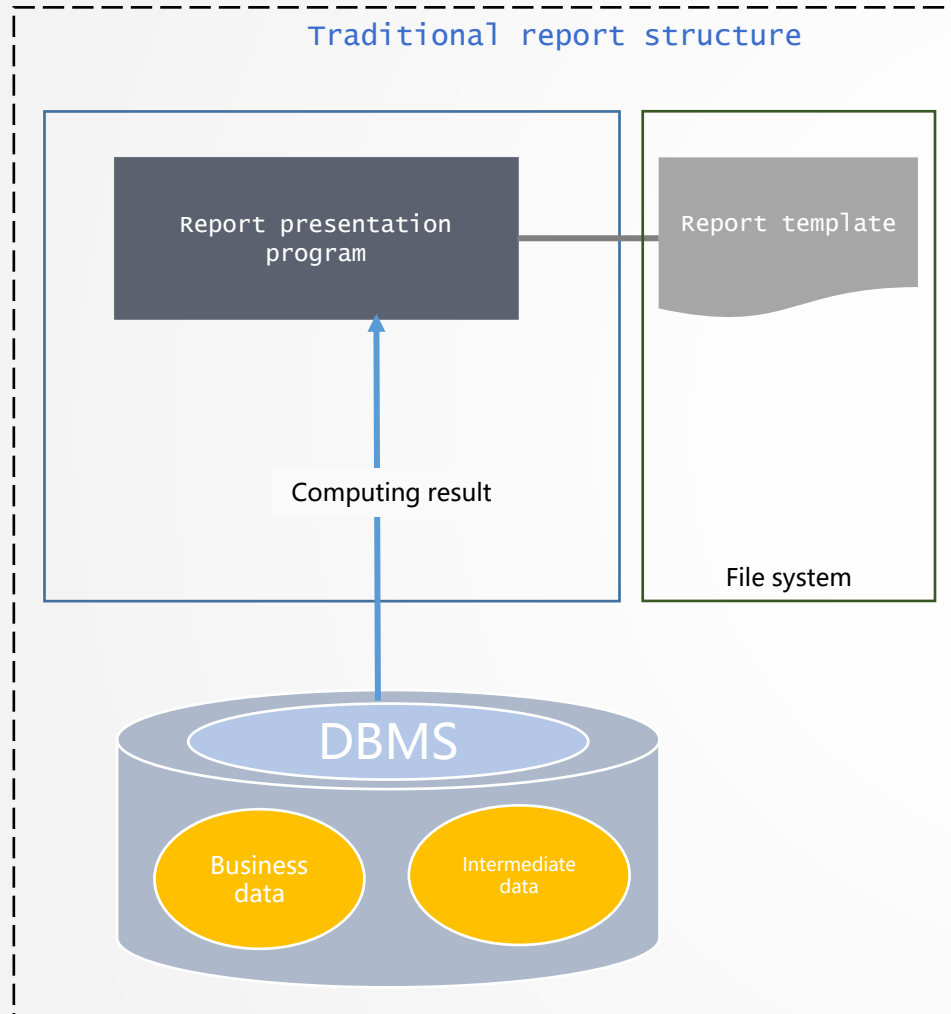 Traditional report structure
Report presentation
program
Report template
Computing result
File system
DBMS
Business
data
Intermediate
data